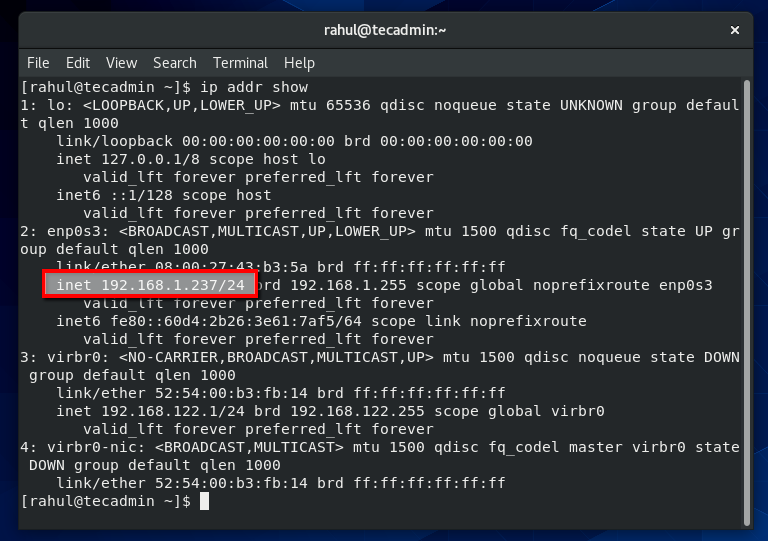 rahul@tecadmin:~
×
File Edit View Search Terminal Help
[rahul@tecadmin ~]$ ip addr show
1: lo: <LOOPBACK,UP,LOWER_UP> mtu 65536 qdisc noqueue state UNKNOWN group defaul
t qlen 1000
    link/loopback 00:00:00:00:00:00 brd 00:00:00:00:00:00
    inet 127.0.0.1/8 scope host lo
       valid_lft forever preferred_lft forever
    inet6 ::1/128 scope host
       valid_lft forever preferred_lft forever
2: enp0s3: <BROADCAST,MULTICAST,UP,LOWER_UP> mtu 1500 qdisc fq_codel state UP gr
oup default qlen 1000
    link/ether 08:00:27:43:b3:5a brd ff:ff:ff:ff:ff:ff
    inet 192.168.1.237/24 brd 192.168.1.255 scope global noprefixroute enp0s3
       valid_lft forever preferred_lft forever
    inet6 fe80::60d4:2b26:3e61:7af5/64 scope link noprefixroute
       valid_lft forever preferred_lft forever
3: virbr0: <NO-CARRIER,BROADCAST,MULTICAST,UP> mtu 1500 qdisc noqueue state DOWN
 group default qlen 1000
    link/ether 52:54:00:b3:fb:14 brd ff:ff:ff:ff:ff:ff
    inet 192.168.122.1/24 brd 192.168.122.255 scope global virbr0
       valid_lft forever preferred_lft forever
4: virbr0-nic: <BROADCAST,MULTICAST> mtu 1500 qdisc fq_codel master virbr0 state
 DOWN group default qlen 1000
    link/ether 52:54:00:b3:fb:14 brd ff:ff:ff:ff:ff:ff
[rahul@tecadmin ~]$